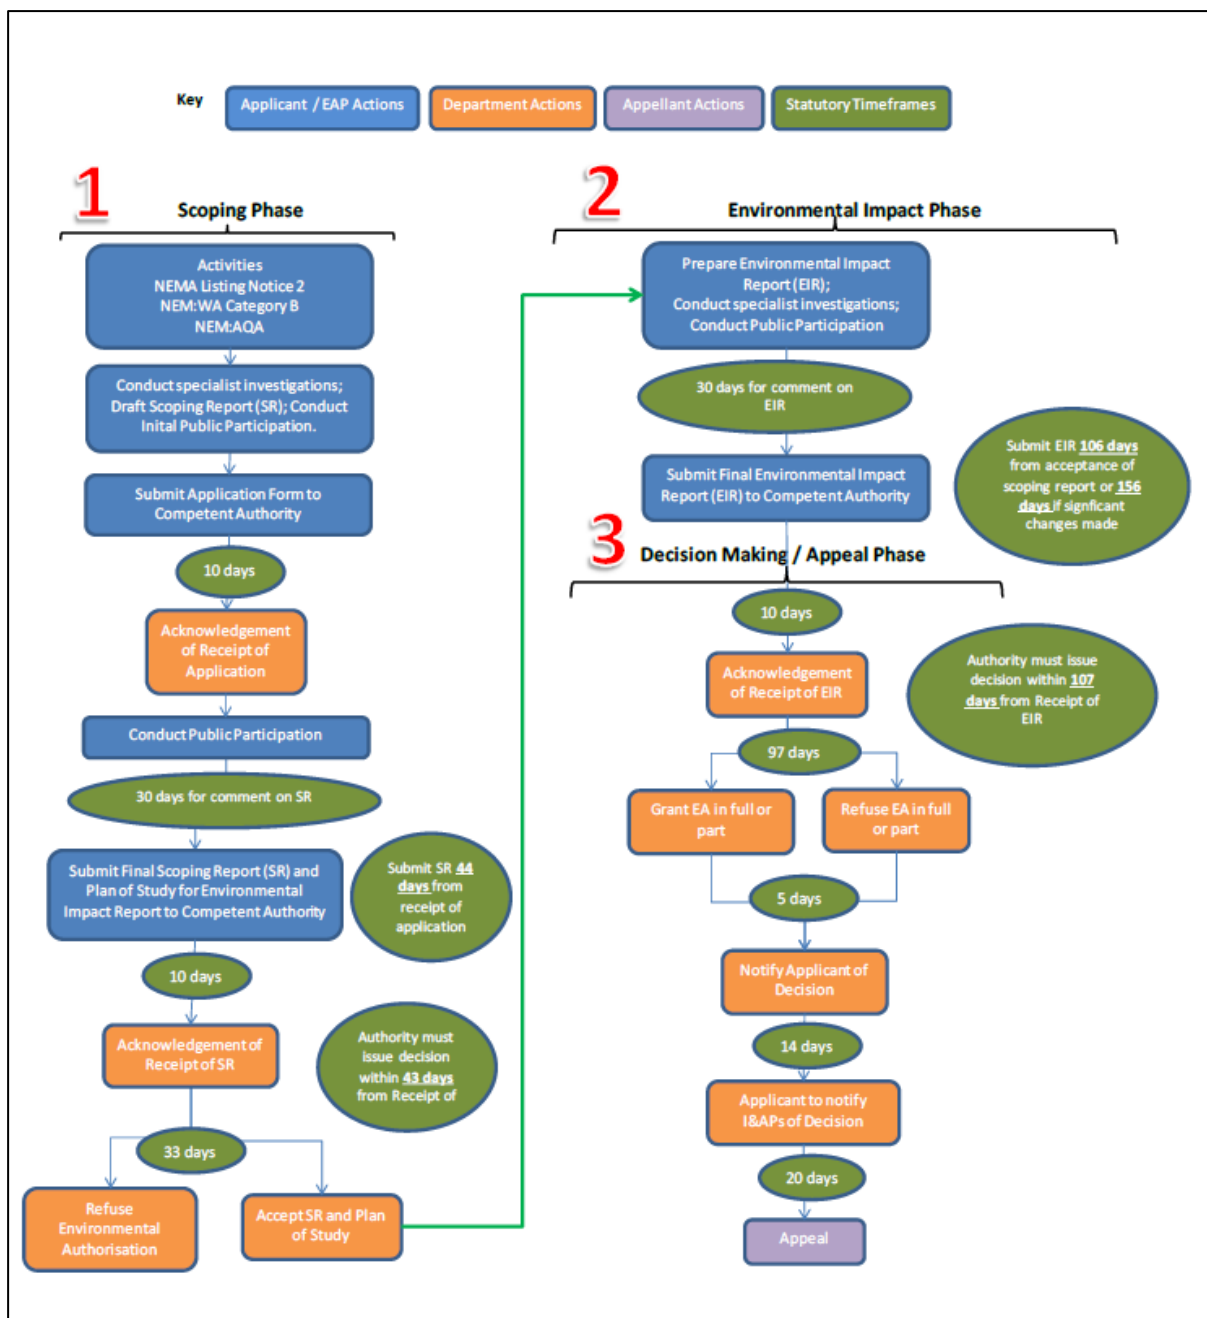 Key
Applicant / EAP Actions
Department Actions
Appellant Actions
Statutory Timeframes
1
Scoping Phase
Activities
NEMA Listing Notice 2
NEM:WA Category B
NEM:AQA
Conduct specialist investigations;
Draft Scoping Report (SR); Conduct
Inital Public Participation.
Submit Application Form to
Competent Authority
10 days
Acknowledgement
of Receipt of
Application
Conduct Public Participation
30 days for comment on SR
Submit Final Scoping Report (SR) and
Plan of Study for Environmental
Impact Report to Competent Authority
Submit SR 44
days from
receipt of
application
10 days
Acknowledgement of
Receipt of SR
Authority must
issue decision
within 43 days
from Receipt of
33 days
Refuse
Environmental
Authorisation
Accept SR and Plan
of Study
2
Environmental Impact Phase
Prepare Environmental Impact
Report (EIR);
Conduct specialist investigations;
Conduct Public Participation
30 days for comment on
EIR
Submit Final Environmental Impact
Report (EIR) to Competent Authority
Submit EIR 106 days
from acceptance of
scoping report or 156
days if signficant
changes made
3
Decision Making / Appeal Phase
10 days
Acknowledgement
of Receipt of EIR
Authority must issue
decision within 107
days from Receipt of
EIR
97 days
Grant EA in full or
part
Refuse EA in full
or part
5 days
Notify Applicant of
Decision
14 days
Applicant to notify
I&APs of Decision
20 days
Appeal